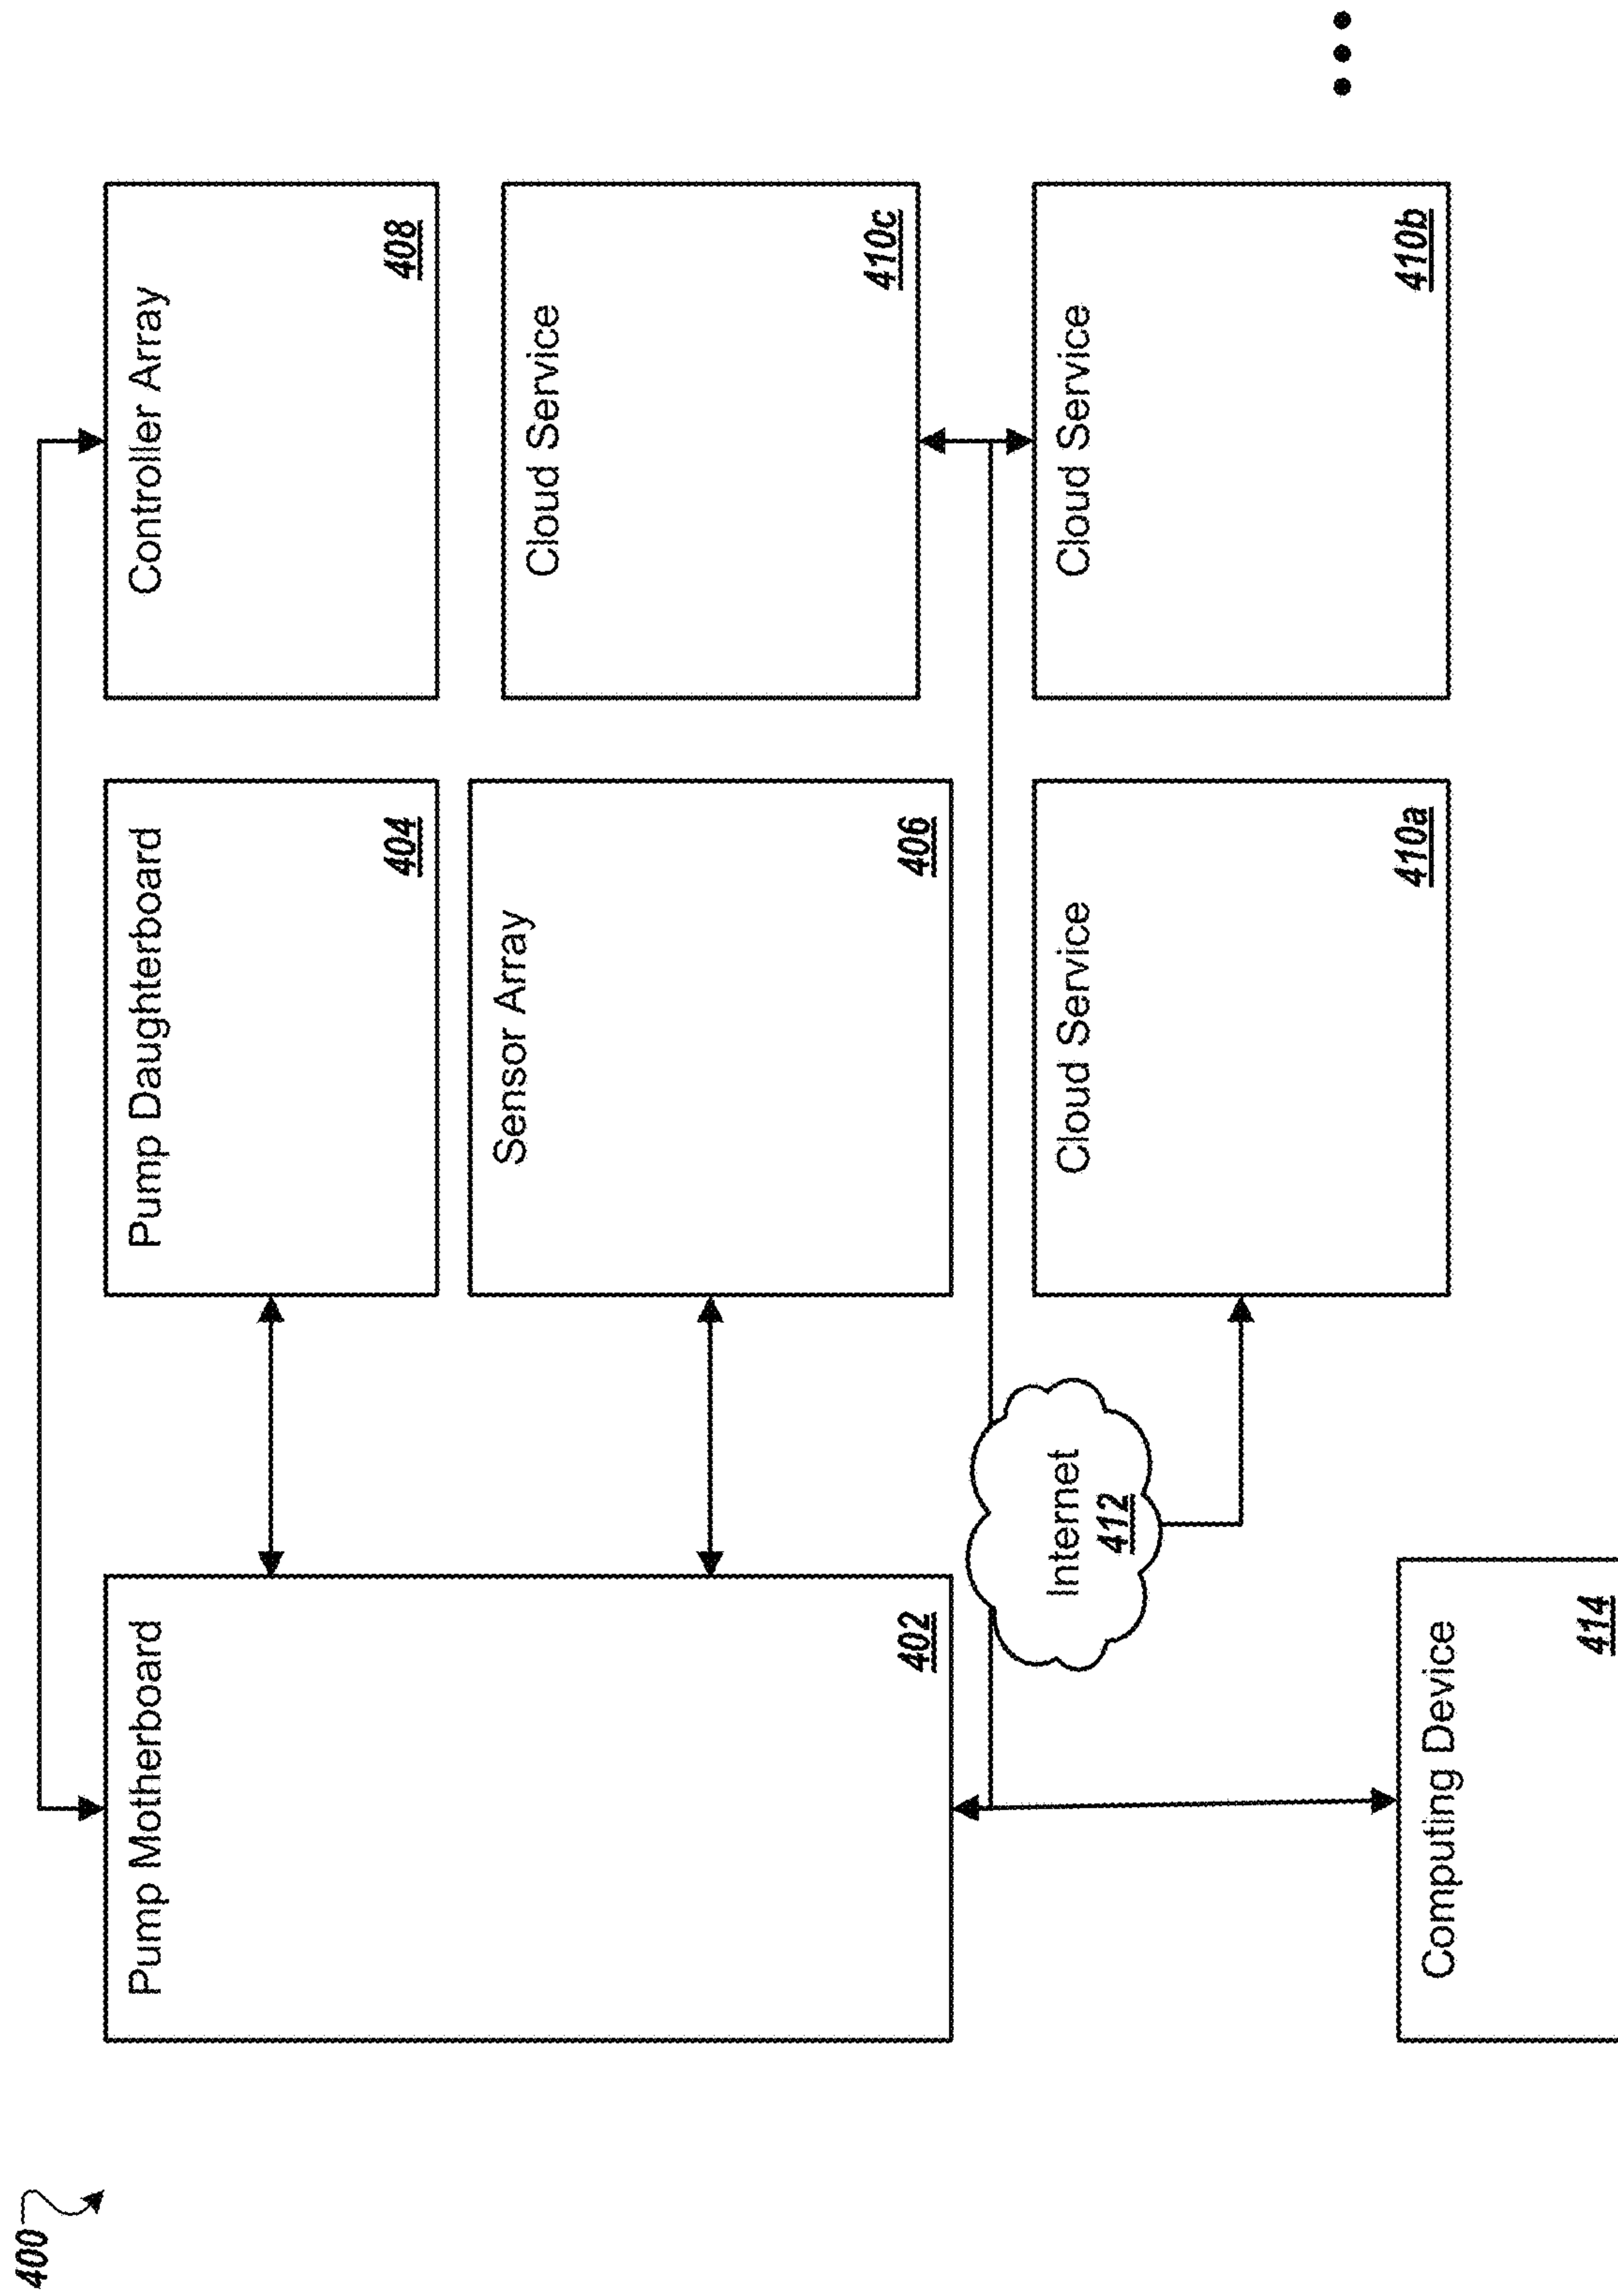 400
Pump Motherboard
402
Pump Daughterboard
404
Controller Array
408
Sensor Array
406
Cloud Service
410c
Internet
412
Cloud Service
410a
Cloud Service
410b
Computing Device
414